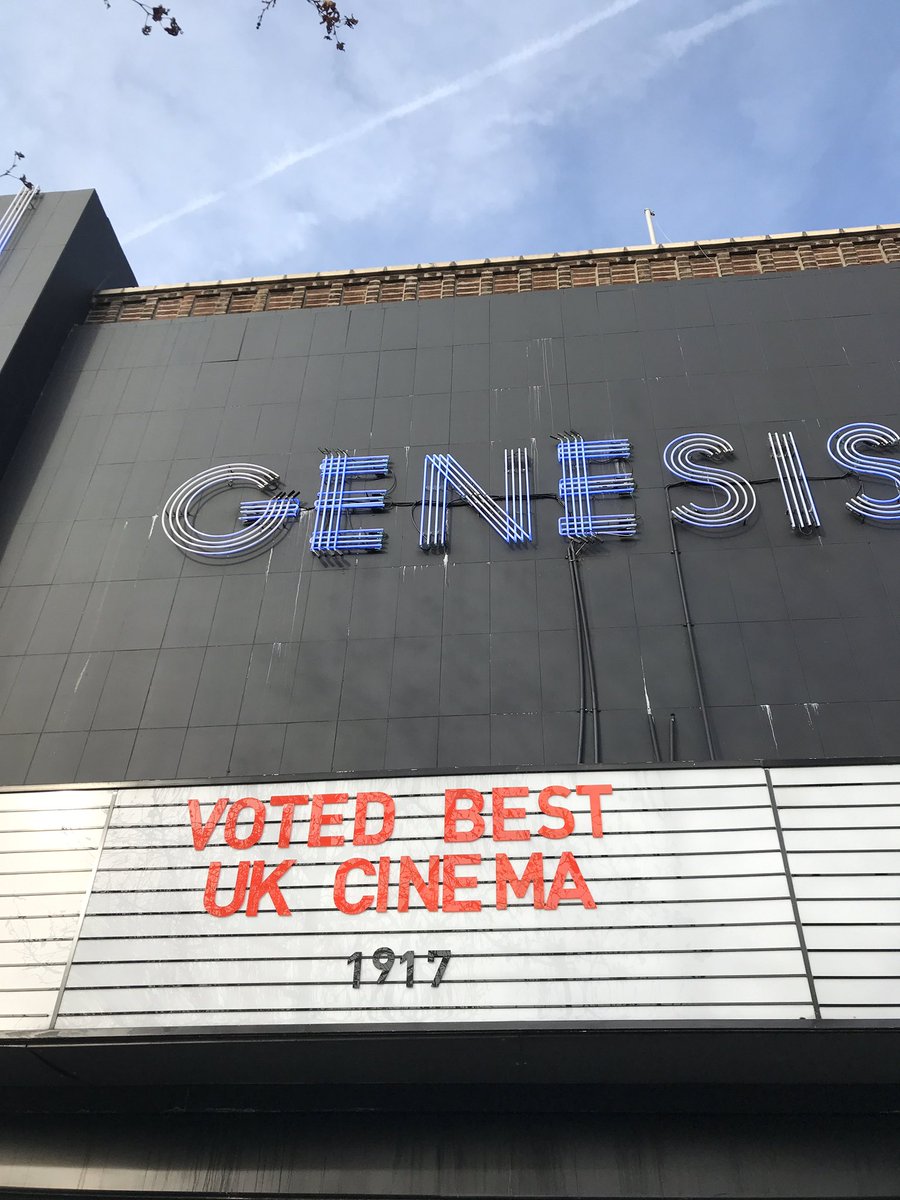 GENESIS
VOTED BEST
UK CINEMA
1917